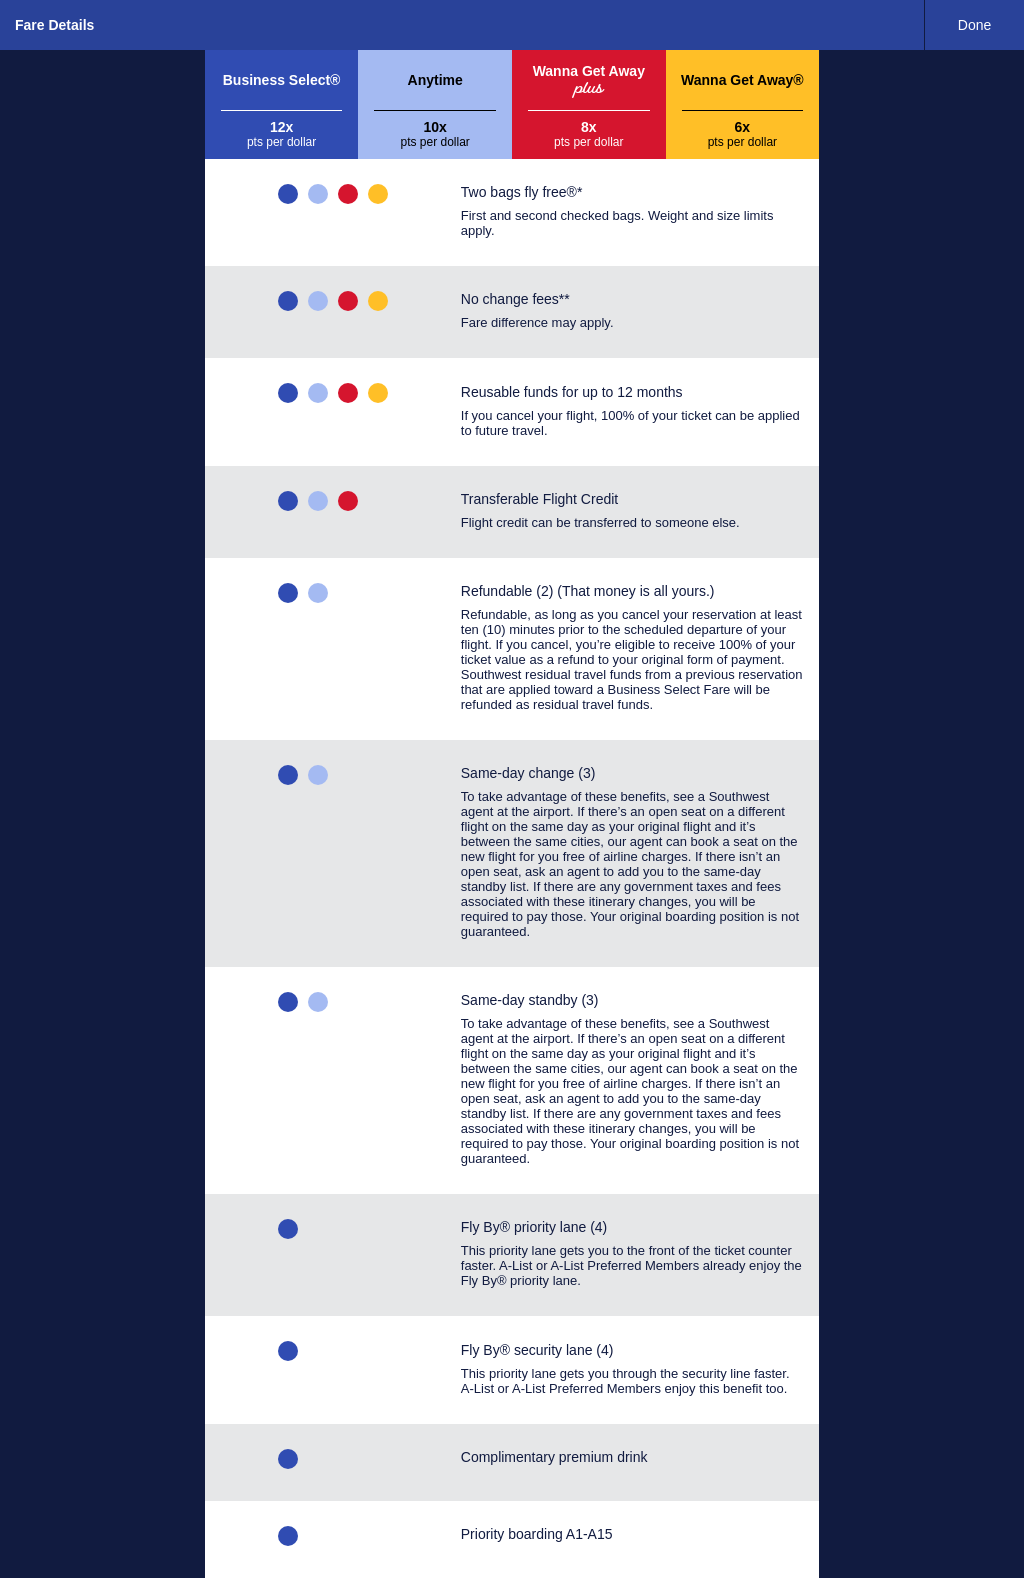 Fare Details
Done
Business Select®
Anytime
Wanna Get Away
plus
Wanna Get Away®
12x
pts per dollar
10x
pts per dollar
8x
pts per dollar
6x
pts per dollar
Two bags fly free®*
First and second checked bags. Weight and size limits
apply.
No change fees**
Fare difference may apply.
Reusable funds for up to 12 months
If you cancel your flight, 100% of your ticket can be applied
to future travel.
Transferable Flight Credit
Flight credit can be transferred to someone else.
Refundable (2) (That money is all yours.)
Refundable, as long as you cancel your reservation at least
ten (10) minutes prior to the scheduled departure of your
flight. If you cancel, you’re eligible to receive 100% of your
ticket value as a refund to your original form of payment.
Southwest residual travel funds from a previous reservation
that are applied toward a Business Select Fare will be
refunded as residual travel funds.
Same-day change (3)
To take advantage of these benefits, see a Southwest
agent at the airport. If there’s an open seat on a different
flight on the same day as your original flight and it’s
between the same cities, our agent can book a seat on the
new flight for you free of airline charges. If there isn’t an
open seat, ask an agent to add you to the same-day
standby list. If there are any government taxes and fees
associated with these itinerary changes, you will be
required to pay those. Your original boarding position is not
guaranteed.
Same-day standby (3)
To take advantage of these benefits, see a Southwest
agent at the airport. If there’s an open seat on a different
flight on the same day as your original flight and it’s
between the same cities, our agent can book a seat on the
new flight for you free of airline charges. If there isn’t an
open seat, ask an agent to add you to the same-day
standby list. If there are any government taxes and fees
associated with these itinerary changes, you will be
required to pay those. Your original boarding position is not
guaranteed.
Fly By® priority lane (4)
This priority lane gets you to the front of the ticket counter
faster. A-List or A-List Preferred Members already enjoy the
Fly By® priority lane.
Fly By® security lane (4)
This priority lane gets you through the security line faster.
A-List or A-List Preferred Members enjoy this benefit too.
Complimentary premium drink
Priority boarding A1-A15